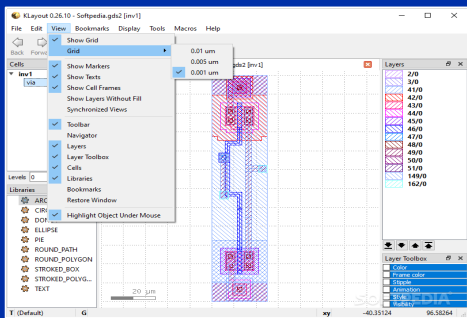 KLayout 0.26.10 - Softpedia.gds2 [inv1]
File Edit View Bookmarks Display Tools Macros Help
Back
Cells
inv1
via
Levels 0
Libraries
CIRC
ELLIPSE
PIE
ROUND_PATH
ROUND_POLYGON
STROKED_BOX
STROKED_POLYG...
TEXT
Show Grid
Grid
Show Markers
Show Texts
Show Cell Frames
Show Layers Without Fill
Synchronized Views
Toolbar
Navigator
Layers
Layer Toolbox
Cells
Libraries
Bookmarks
Restore Window
Highlight Object Under Mouse
0.01 um
0.005 um
0.001 um
gds2 [inv1]
20 µm
Layers
2/0
3/0
41/0
42/0
43/0
44/0
45/0
46/0
47/0
48/0
49/0
50/0
51/0
149/0
162/0
Layer Toolbox
Color
Frame color
Stipple
Animation
Style
Visibility
SOFTPEDIA
T (Default) G xy -40.35124 96.58264